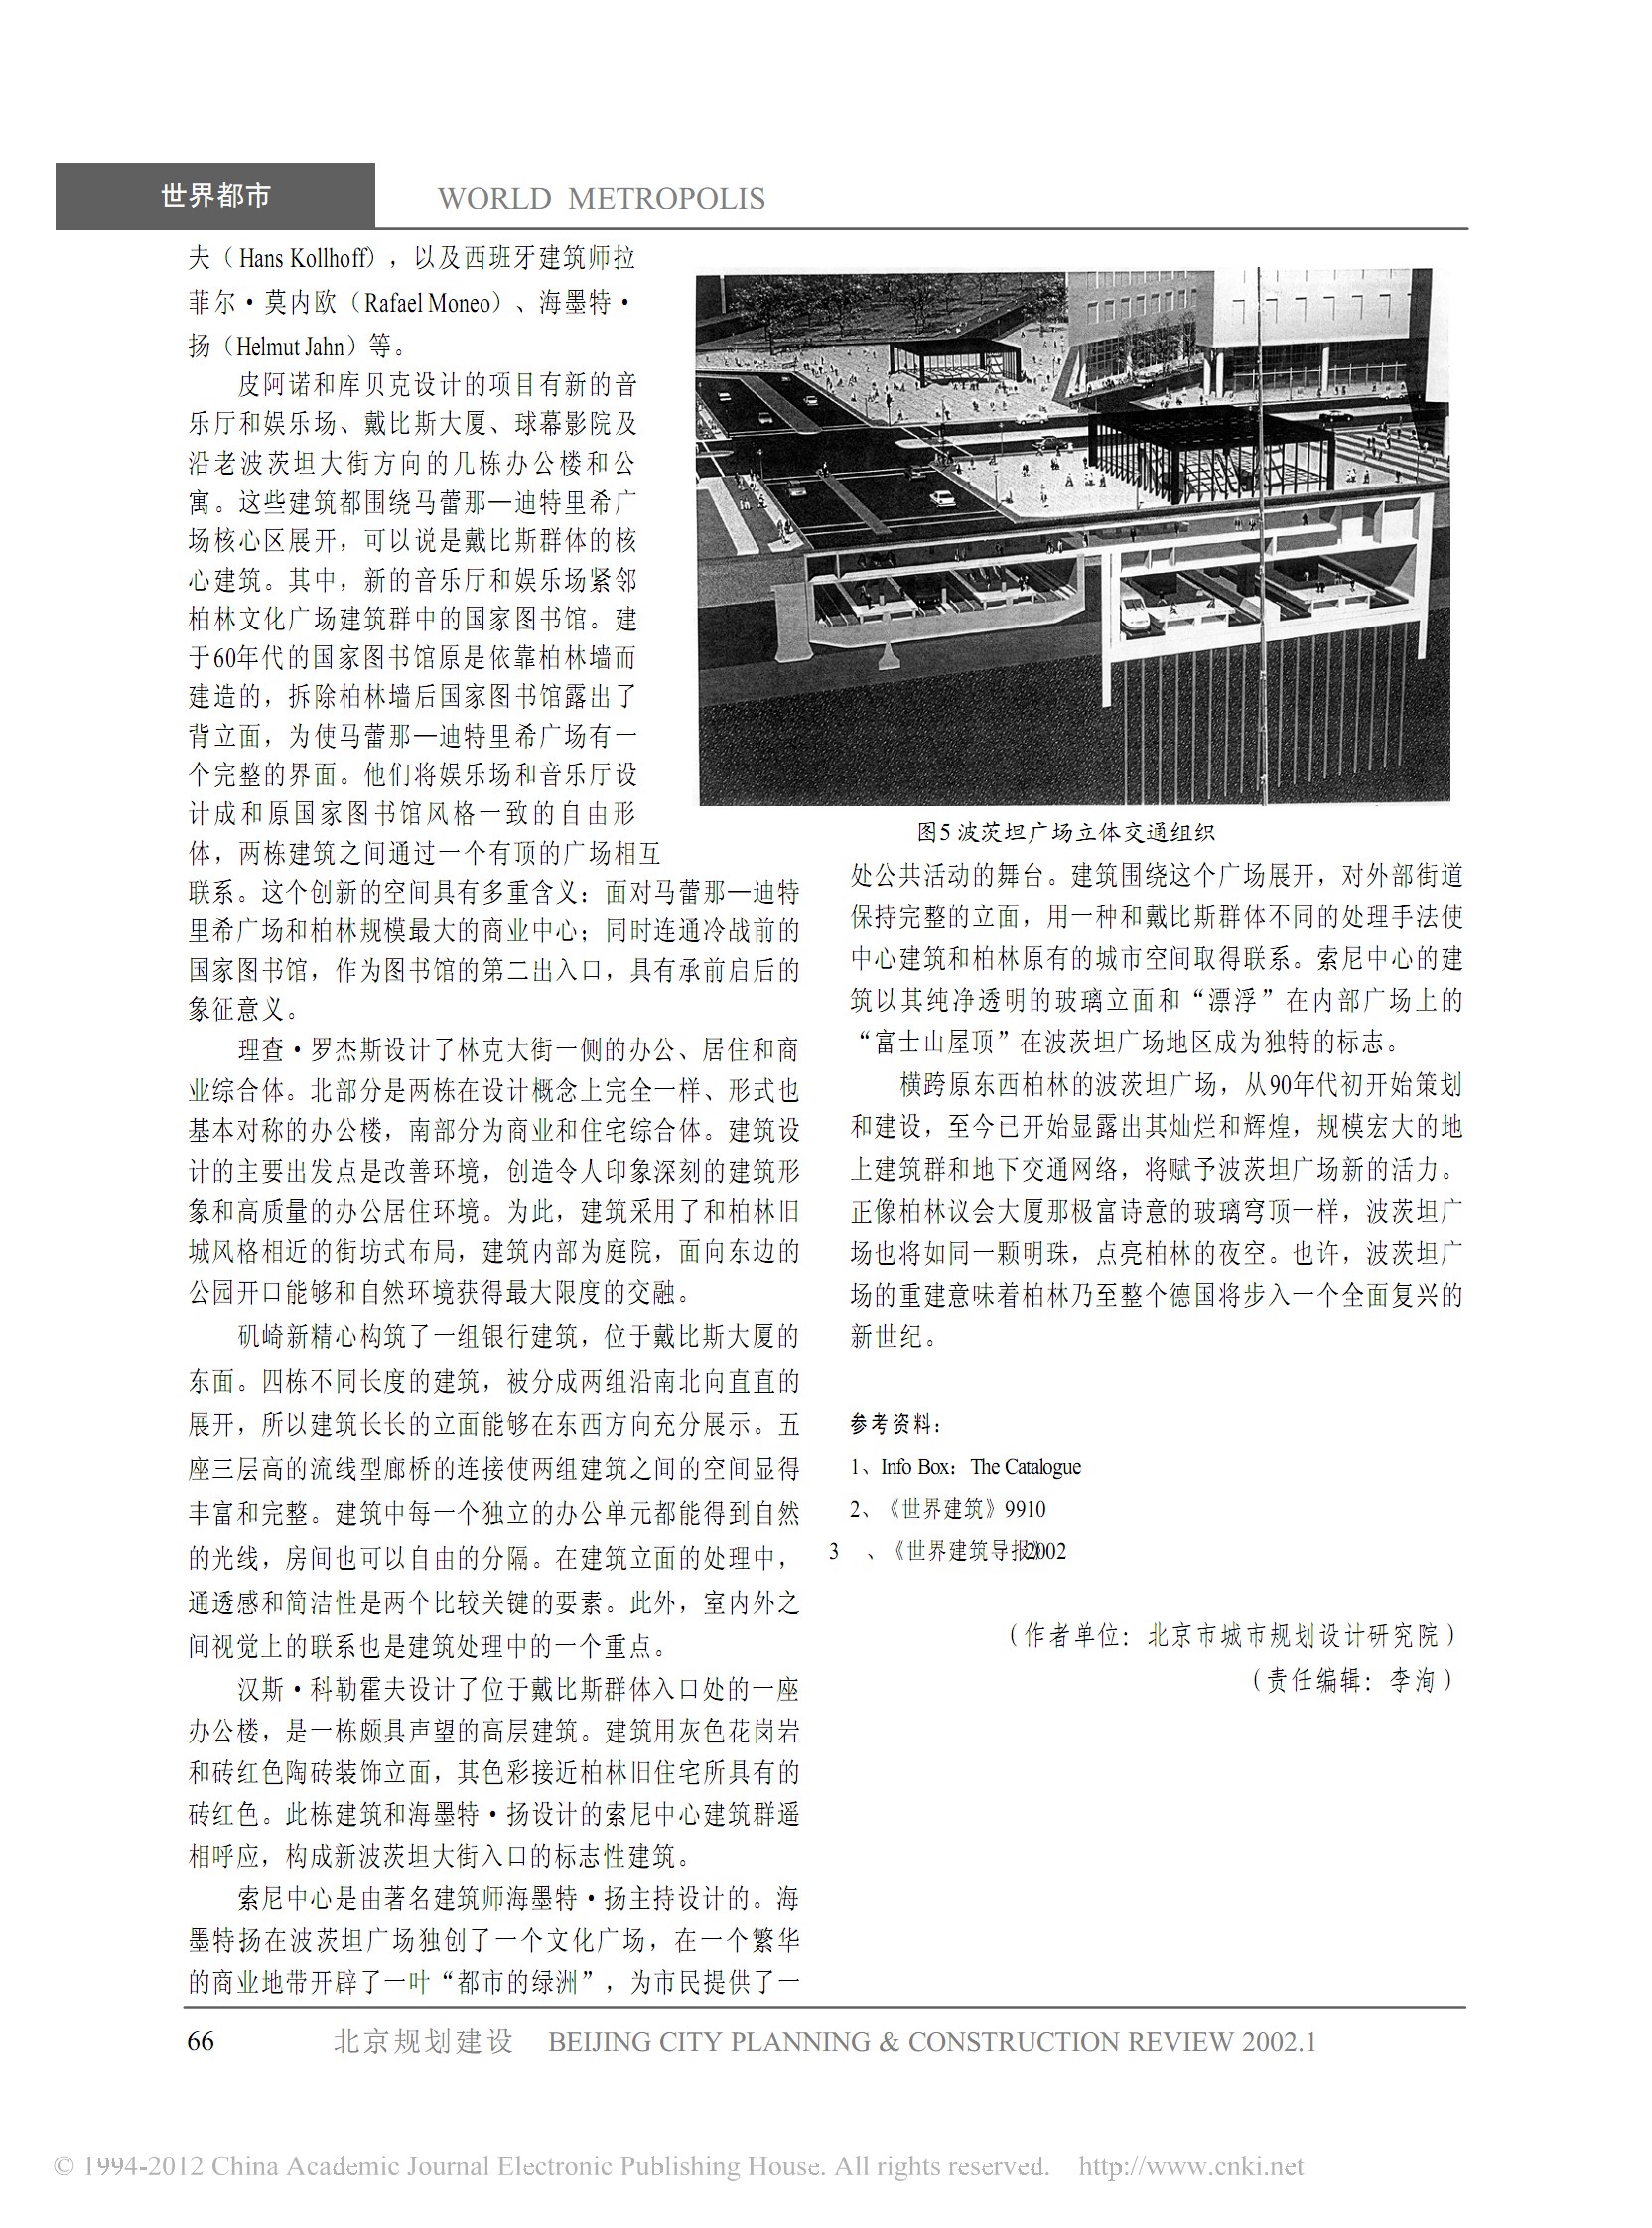 世界都市
WORLD METROPOLIS
夫（Hans Kollhoff），以及西班牙建筑师拉
菲尔·莫内欧（Rafael Moneo）、海墨特·
扬（Helmut Jahn）等。
皮阿诺和库贝克设计的项目有新的音
乐厅和娱乐场、戴比斯大厦、球幕影院及
沿老波茨坦大街方向的几栋办公楼和公
寓。这些建筑都围绕马蕾那—迪特里希广
场核心区展开，可以说是戴比斯群体的核
心建筑。其中，新的音乐厅和娱乐场紧邻
柏林文化广场建筑群中的国家图书馆。建
于60年代的国家图书馆原是依靠柏林墙而
建造的，拆除柏林墙后国家图书馆露出了
背立面，为使马蕾那—迪特里希广场有一
个完整的界面。他们将娱乐场和音乐厅设
计成和原国家图书馆风格一致的自由形
体，两栋建筑之间通过一个有顶的广场相互
联系。这个创新的空间具有多重含义：面对马蕾那—迪特
里希广场和柏林规模最大的商业中心；同时连通冷战前的
国家图书馆，作为图书馆的第二出入口，具有承前启后的
象征意义。
理查·罗杰斯设计了林克大街一侧的办公、居住和商
业综合体。北部分是两栋在设计概念上完全一样、形式也
基本对称的办公楼，南部分为商业和住宅综合体。建筑设
计的主要出发点是改善环境，创造令人印象深刻的建筑形
象和高质量的办公居住环境。为此，建筑采用了和柏林旧
城风格相近的街坊式布局，建筑内部为庭院，面向东边的
公园开口能够和自然环境获得最大限度的交融。
矶崎新精心构筑了一组银行建筑，位于戴比斯大厦的
东面。四栋不同长度的建筑，被分成两组沿南北向直直的
展开，所以建筑长长的立面能够在东西方向充分展示。五
座三层高的流线型廊桥的连接使两组建筑之间的空间显得
丰富和完整。建筑中每一个独立的办公单元都能得到自然
的光线，房间也可以自由的分隔。在建筑立面的处理中，
通透感和简洁性是两个比较关键的要素。此外，室内外之
间视觉上的联系也是建筑处理中的一个重点。
汉斯·科勒霍夫设计了位于戴比斯群体入口处的一座
办公楼，是一栋颇具声望的高层建筑。建筑用灰色花岗岩
和砖红色陶砖装饰立面，其色彩接近柏林旧住宅所具有的
砖红色。此栋建筑和海墨特·扬设计的索尼中心建筑群遥
相呼应，构成新波茨坦大街入口的标志性建筑。
索尼中心是由著名建筑师海墨特·扬主持设计的。海
墨特扬在波茨坦广场独创了一个文化广场，在一个繁华
的商业地带开辟了一叶“都市的绿洲”，为市民提供了一
图5 波茨坦广场立体交通组织
处公共活动的舞台。建筑围绕这个广场展开，对外部街道
保持完整的立面，用一种和戴比斯群体不同的处理手法使
中心建筑和柏林原有的城市空间取得联系。索尼中心的建
筑以其纯净透明的玻璃立面和“漂浮”在内部广场上的
“富士山屋顶”在波茨坦广场地区成为独特的标志。
横跨原东西柏林的波茨坦广场，从90年代初开始策划
和建设，至今已开始显露出其灿烂和辉煌，规模宏大的地
上建筑群和地下交通网络，将赋予波茨坦广场新的活力。
正像柏林议会大厦那极富诗意的玻璃穹顶一样，波茨坦广
场也将如同一颗明珠，点亮柏林的夜空。也许，波茨坦广
场的重建意味着柏林乃至整个德国将步入一个全面复兴的
新世纪。
参考资料：
1、Info Box：The Catalogue
2、《世界建筑》9910
3 、《世界建筑导报》2002
（作者单位：北京市城市规划设计研究院）
（责任编辑：李洵）
66 北京规划建设 BEIJING CITY PLANNING & CONSTRUCTION REVIEW 2002.1
© 1994-2012 China Academic Journal Electronic Publishing House. All rights reserved. http://www.cnki.net